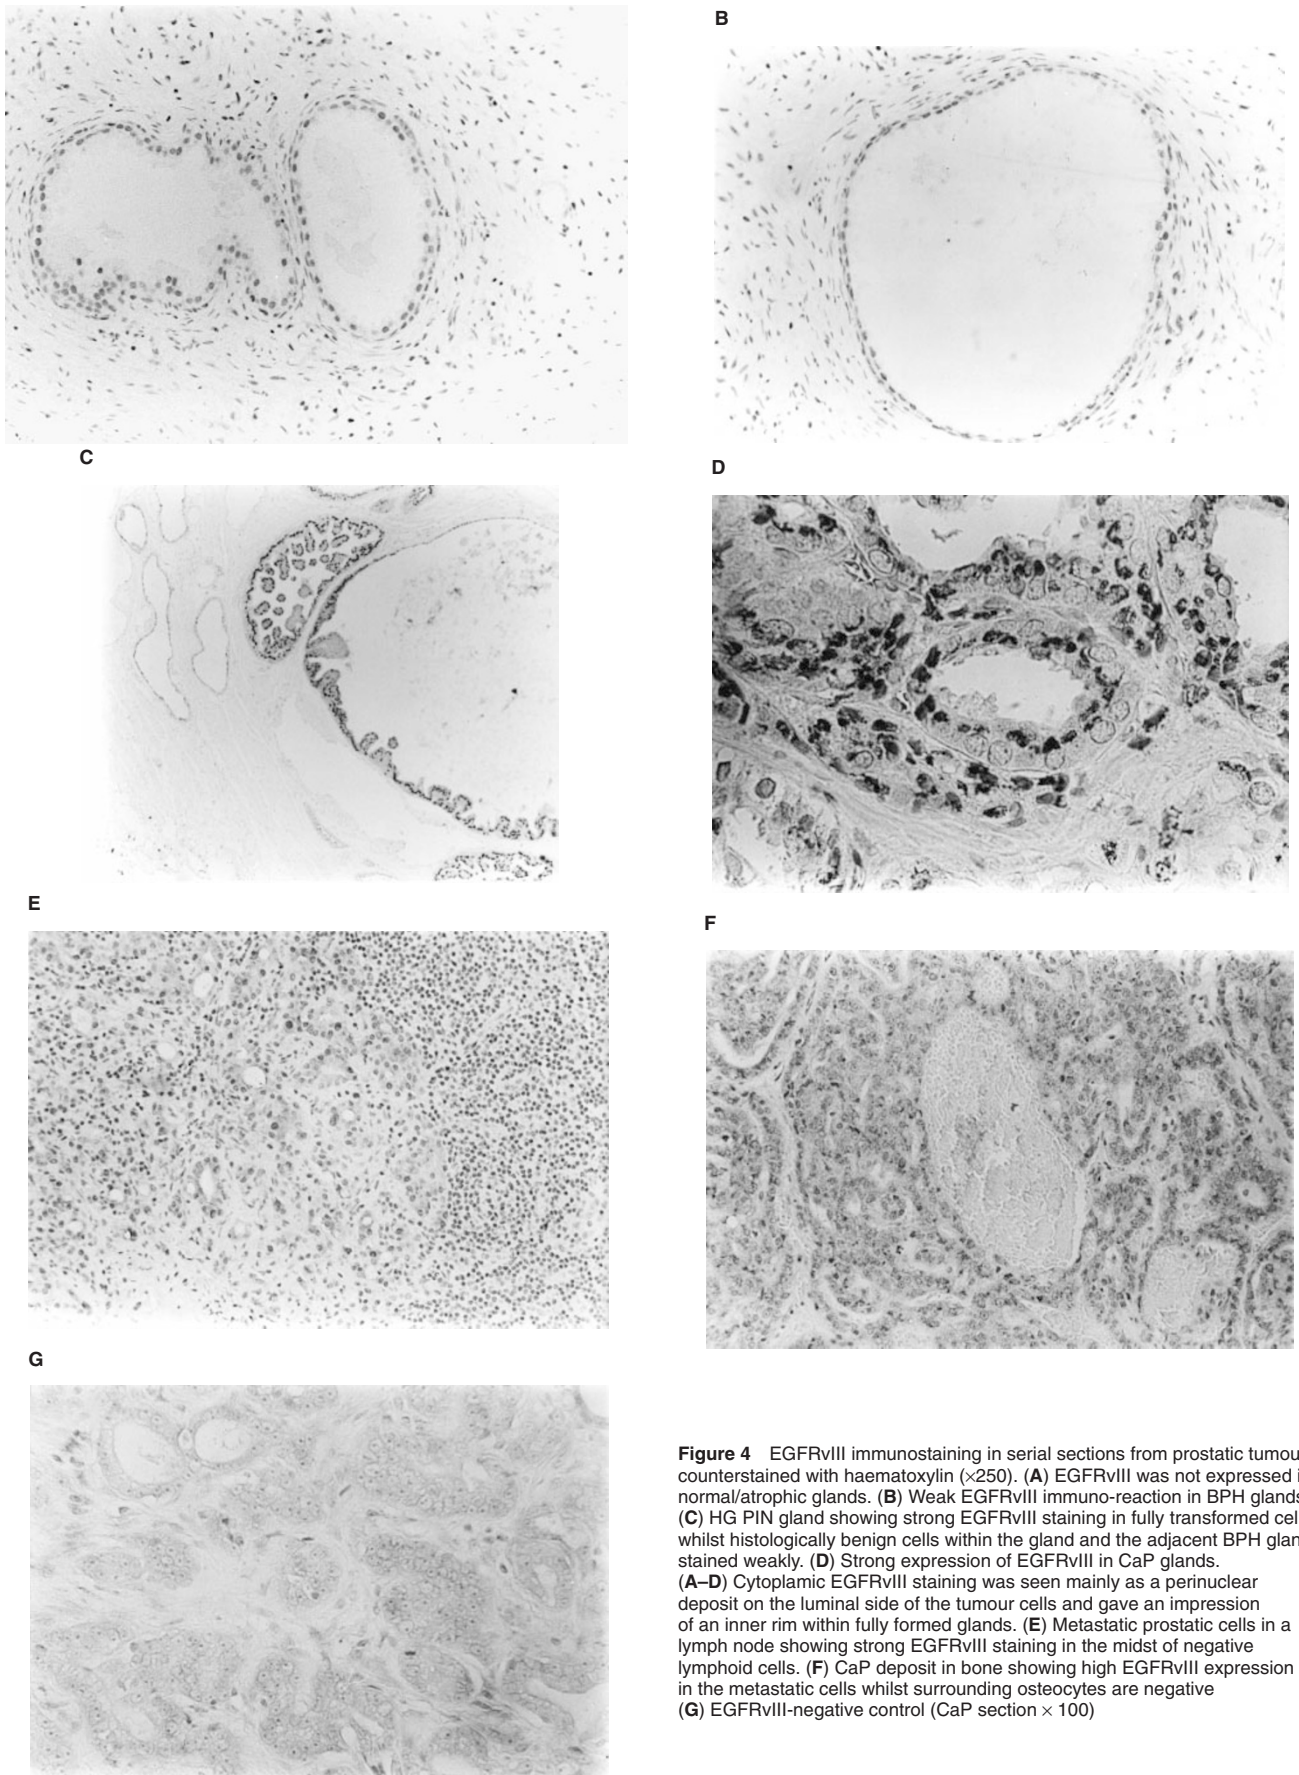 B
C
D
E
F
G
Figure 4 EGFRvIII immunostaining in serial sections from prostatic tumou
counterstained with haematoxylin (×250). (A) EGFRvIII was not expressed i
normal/atrophic glands. (B) Weak EGFRvIII immuno-reaction in BPH glands
(C) HG PIN gland showing strong EGFRvIII staining in fully transformed cel
whilst histologically benign cells within the gland and the adjacent BPH glan
stained weakly. (D) Strong expression of EGFRvIII in CaP glands.
(A–D) Cytoplamic EGFRvIII staining was seen mainly as a perinuclear
deposit on the luminal side of the tumour cells and gave an impression
of an inner rim within fully formed glands. (E) Metastatic prostatic cells in a
lymph node showing strong EGFRvIII staining in the midst of negative
lymphoid cells. (F) CaP deposit in bone showing high EGFRvIII expression
in the metastatic cells whilst surrounding osteocytes are negative
(G) EGFRvIII-negative control (CaP section × 100)